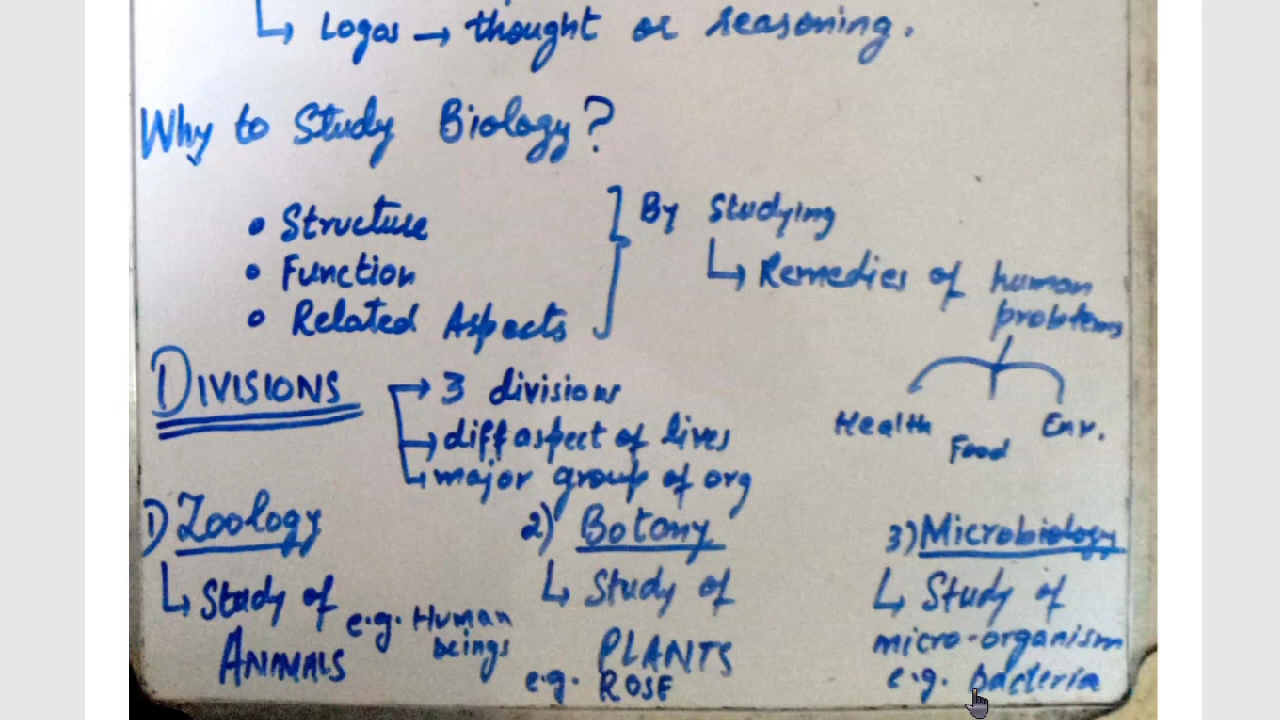 ↳ Logos → thought or reasoning.
Why to Study Biology?
• Structure
• Function
• Related Aspects
By Studying
↳ Remedies of human
problems
Health
Food
Env.
DIVISIONS
→ 3 divisions
→ diff aspect of lives
↳ major group of org
1) Zoology
↳ Study of
ANIMALS
e.g. Human
beings
2) Botony
↳ Study of
PLANTS
e.g. ROSE
3) Microbiology
↳ Study of
micro-organism
e.g. bacteria